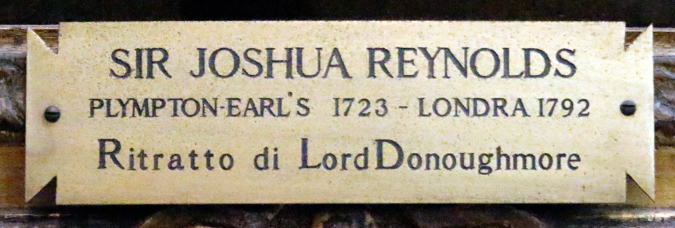 SIR JOSHUA REYNOLDS
PLYMPTON-EARL'S 1723 - LONDRA 1792
Ritratto di Lord Donoughmore